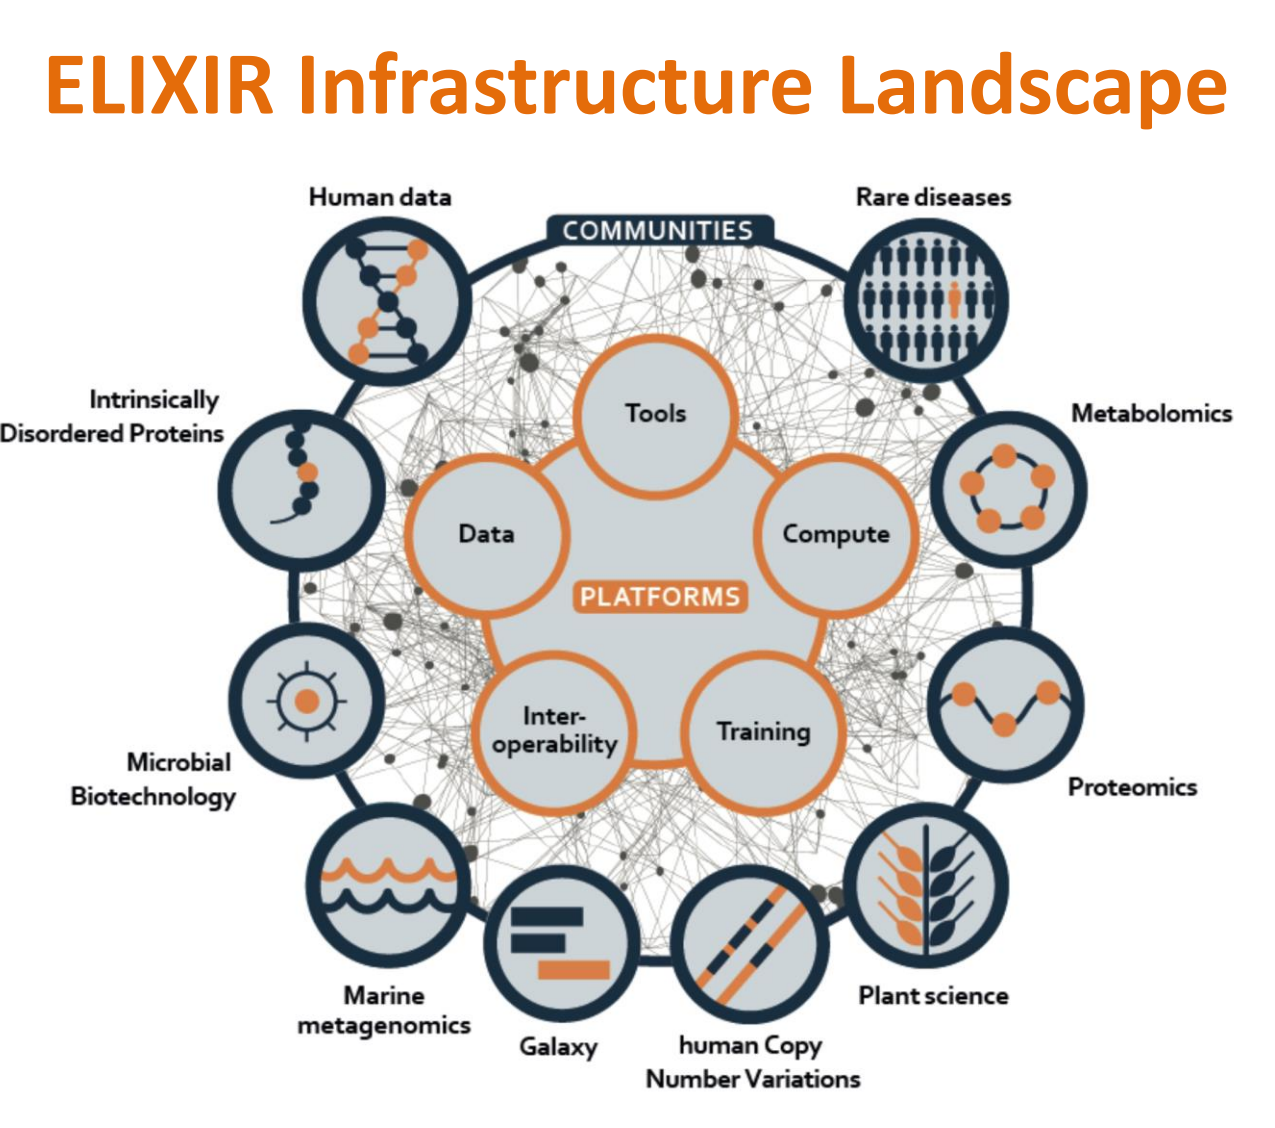 ELIXIR Infrastructure Landscape
Human data
Rare diseases
COMMUNITIES
Intrinsically
Disordered Proteins
Metabolomics
Tools
Data
Compute
PLATFORMS
Inter-
operability
Training
Microbial
Biotechnology
Proteomics
Marine
metagenomics
Galaxy
human Copy
Number Variations
Plant science